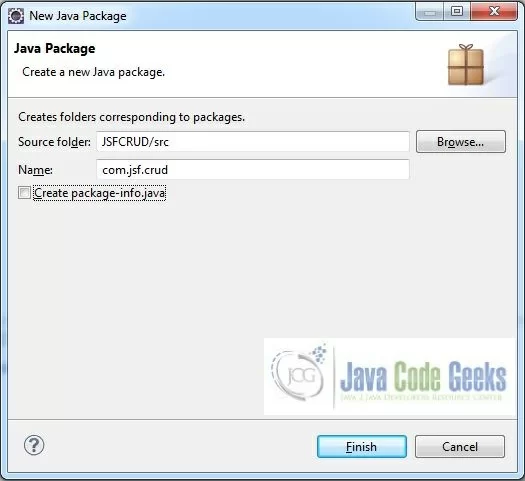 New Java Package
Java Package
Create a new Java package.
Creates folders corresponding to packages.
Source folder: JSFCRUD/src Browse...
Name: com.jsf.crud
Create package-info.java
JCG Java Code Geeks
JAVA 2 JAVA DEVELOPERS RESOURCE CENTER
? Finish Cancel